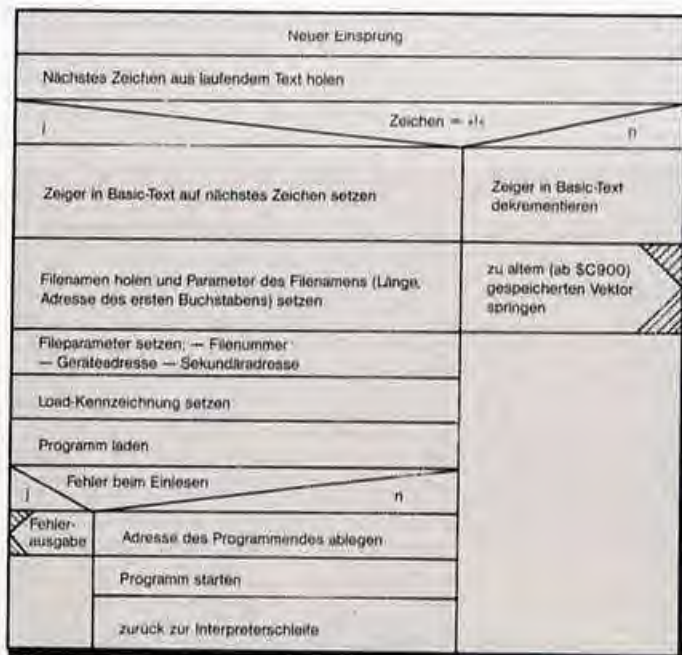 Neuer Einsprung
Nächstes Zeichen aus laufendem Text holen
Zeichen = »!«
j
n
Zeiger in Basic-Text auf nächstes Zeichen setzen
Zeiger in Basic-Text
dekrementieren
Filenamen holen und Parameter des Filenamens (Länge,
Adresse des ersten Buchstabens) setzen
zu altem (ab $C900)
gespeicherten Vektor
springen
Fileparameter setzen; — Filenummer
— Geräteadresse — Sekundäradresse
Load-Kennzeichnung setzen
Programm laden
Fehler beim Einlesen
j
n
Fehler-
ausgabe
Adresse des Programmendes ablegen
Programm starten
zurück zur Interpreterschleife